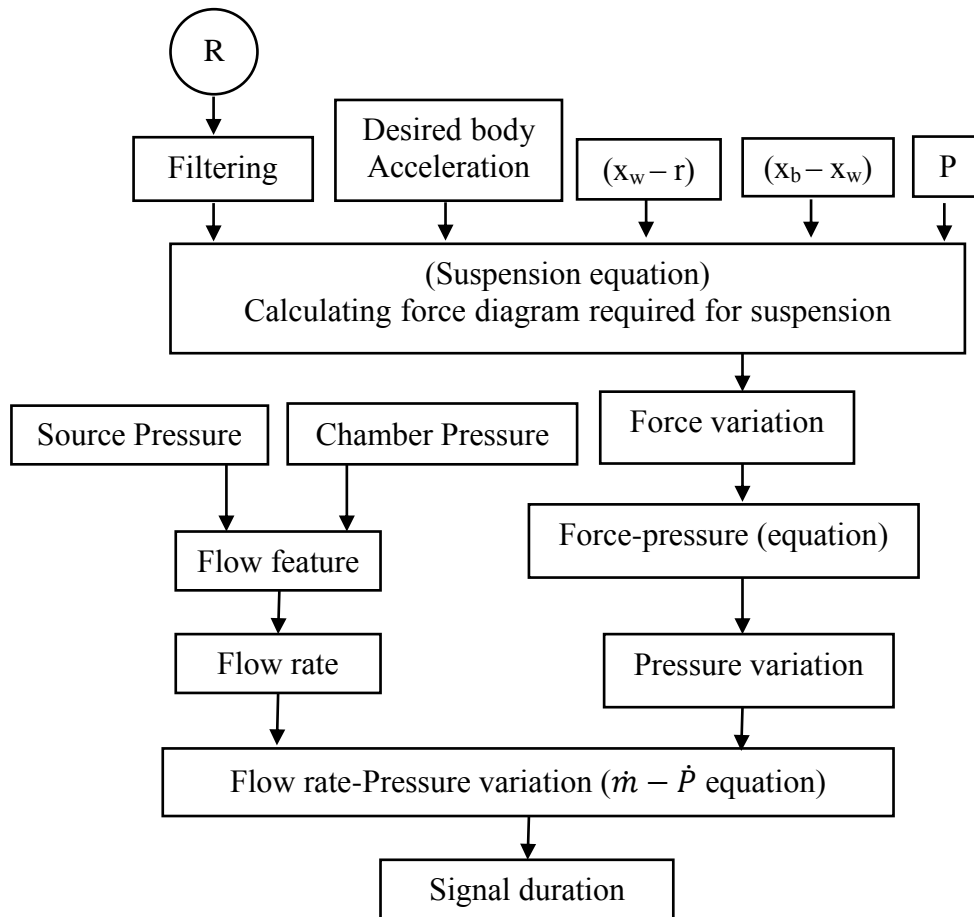 R
Filtering
Desired body
Acceleration
(xw – r)
(xb – xw)
P
(Suspension equation)
Calculating force diagram required for suspension
Source Pressure
Chamber Pressure
Force variation
Flow feature
Force-pressure (equation)
Flow rate
Pressure variation
Flow rate-Pressure variation (ṁ − Ṗ equation)
Signal duration